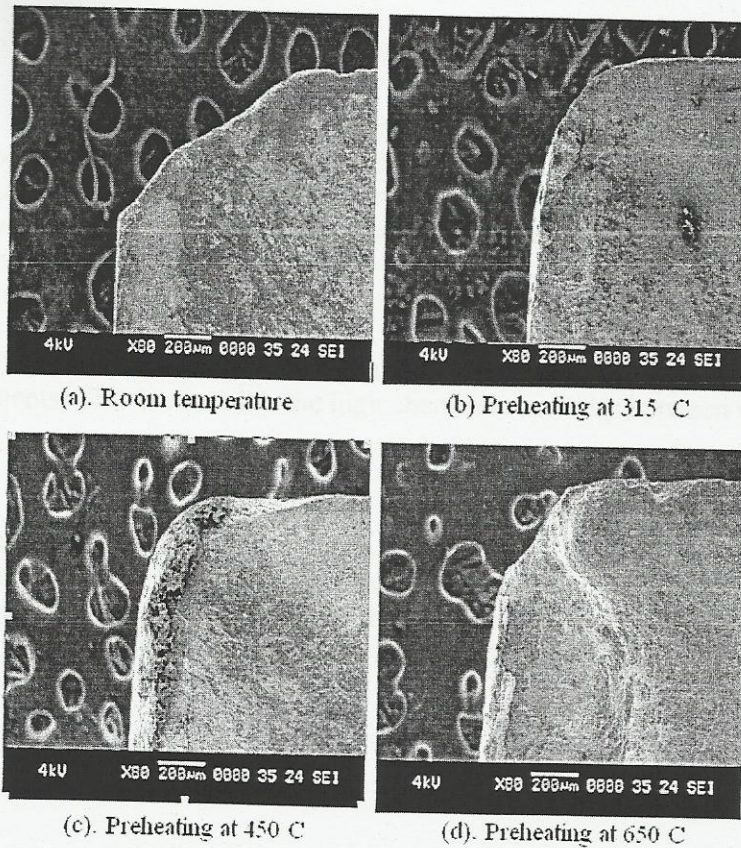 4kV X80 200µm 0000 35 24 SEI
4kV X80 200µm 0000 35 24 SEI
(a). Room temperature
(b) Preheating at 315 C
4kV X80 200µm 0000 35 24 SEI
4kV X80 200µm 0000 35 24 SEI
(c). Preheating at 450 C
(d). Preheating at 650 C